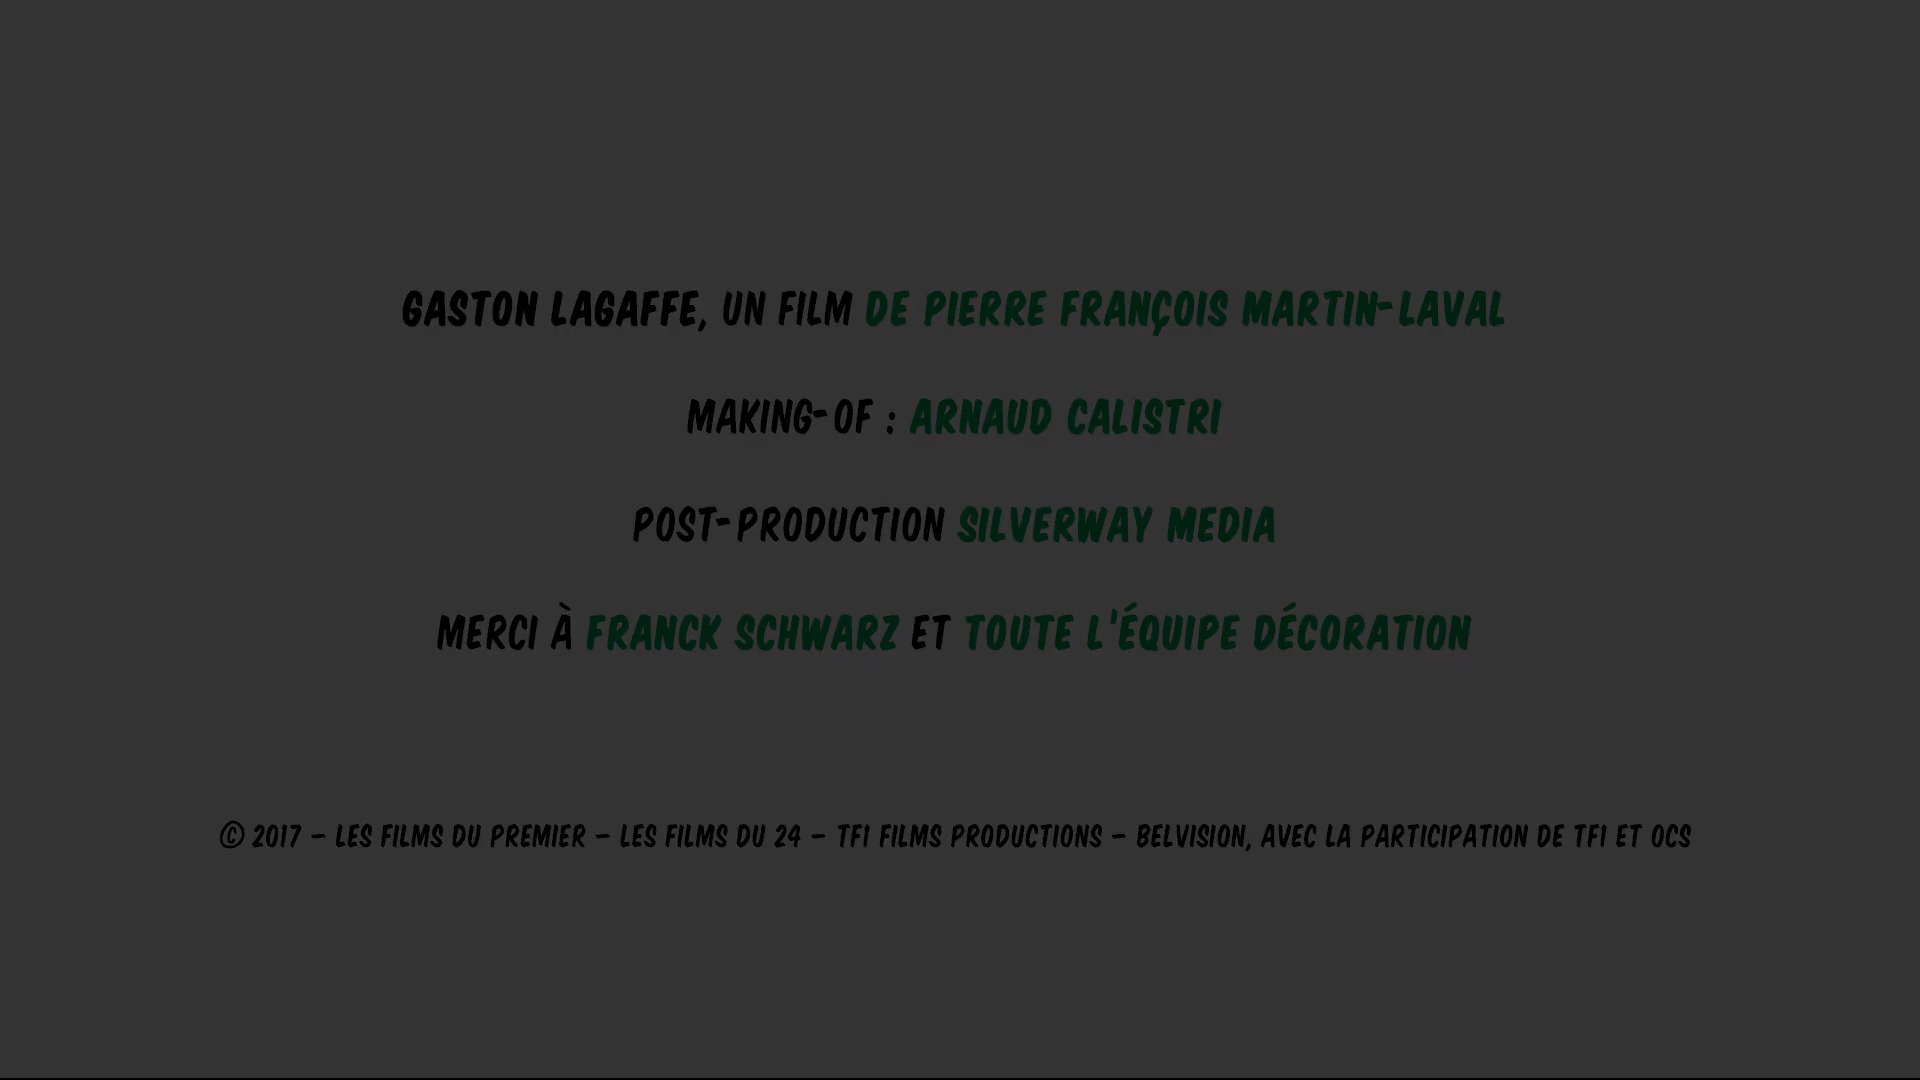 GASTON LAGAFFE, UN FILM DE PIERRE FRANÇOIS MARTIN-LAVAL
MAKING-OF : ARNAUD CALISTRI
POST-PRODUCTION SILVERWAY MEDIA
MERCI À FRANCK SCHWARZ ET TOUTE L'ÉQUIPE DÉCORATION
© 2017 – LES FILMS DU PREMIER – LES FILMS DU 24 – TF1 FILMS PRODUCTIONS – BELVISION, AVEC LA PARTICIPATION DE TF1 ET OCS